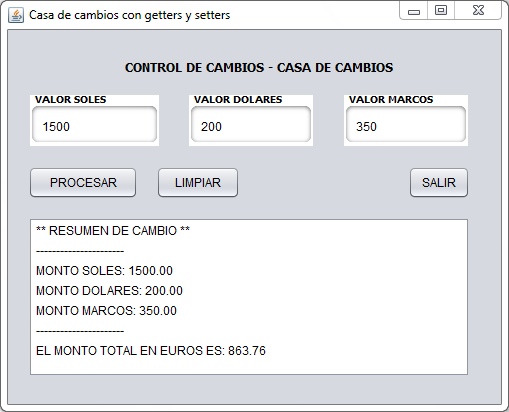 Casa de cambios con getters y setters
CONTROL DE CAMBIOS - CASA DE CAMBIOS
VALOR SOLES VALOR DOLARES VALOR MARCOS
1500 200 350
PROCESAR LIMPIAR SALIR
** RESUMEN DE CAMBIO **
----------------------
MONTO SOLES: 1500.00
MONTO DOLARES: 200.00
MONTO MARCOS: 350.00
----------------------
EL MONTO TOTAL EN EUROS ES: 863.76